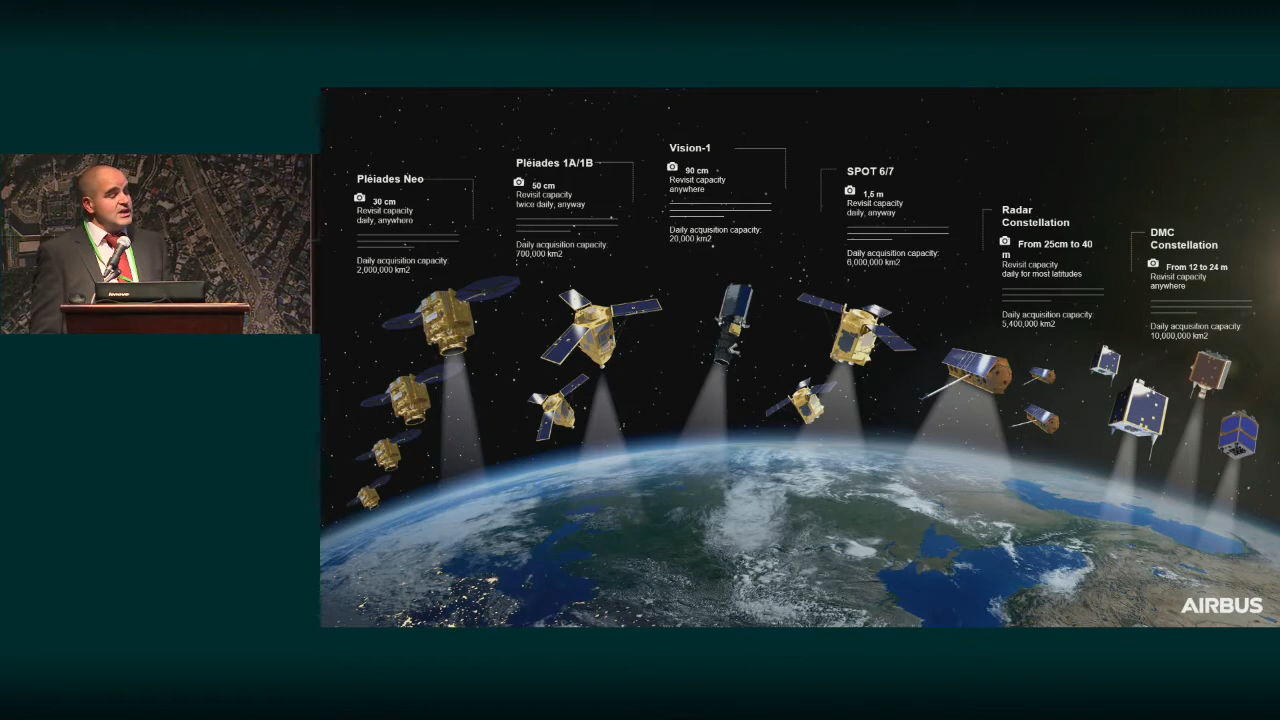 Pléiades Neo
30 cm
Revisit capacity
daily, anywhere
Daily acquisition capacity:
2,000,000 km2
Pléiades 1A/1B
50 cm
Revisit capacity
twice daily, anyway
Daily acquisition capacity:
700,000 km2
Vision-1
90 cm
Revisit capacity
anywhere
Daily acquisition capacity:
20,000 km2
SPOT 6/7
1,5 m
Revisit capacity
daily, anyway
Daily acquisition capacity:
6,000,000 km2
Radar
Constellation
From 25cm to 40
m
Revisit capacity
daily for most latitudes
Daily acquisition capacity:
5,400,000 km2
DMC
Constellation
From 12 to 24 m
Revisit capacity
anywhere
Daily acquisition capacity:
10,000,000 km2
AIRBUS
lenovo